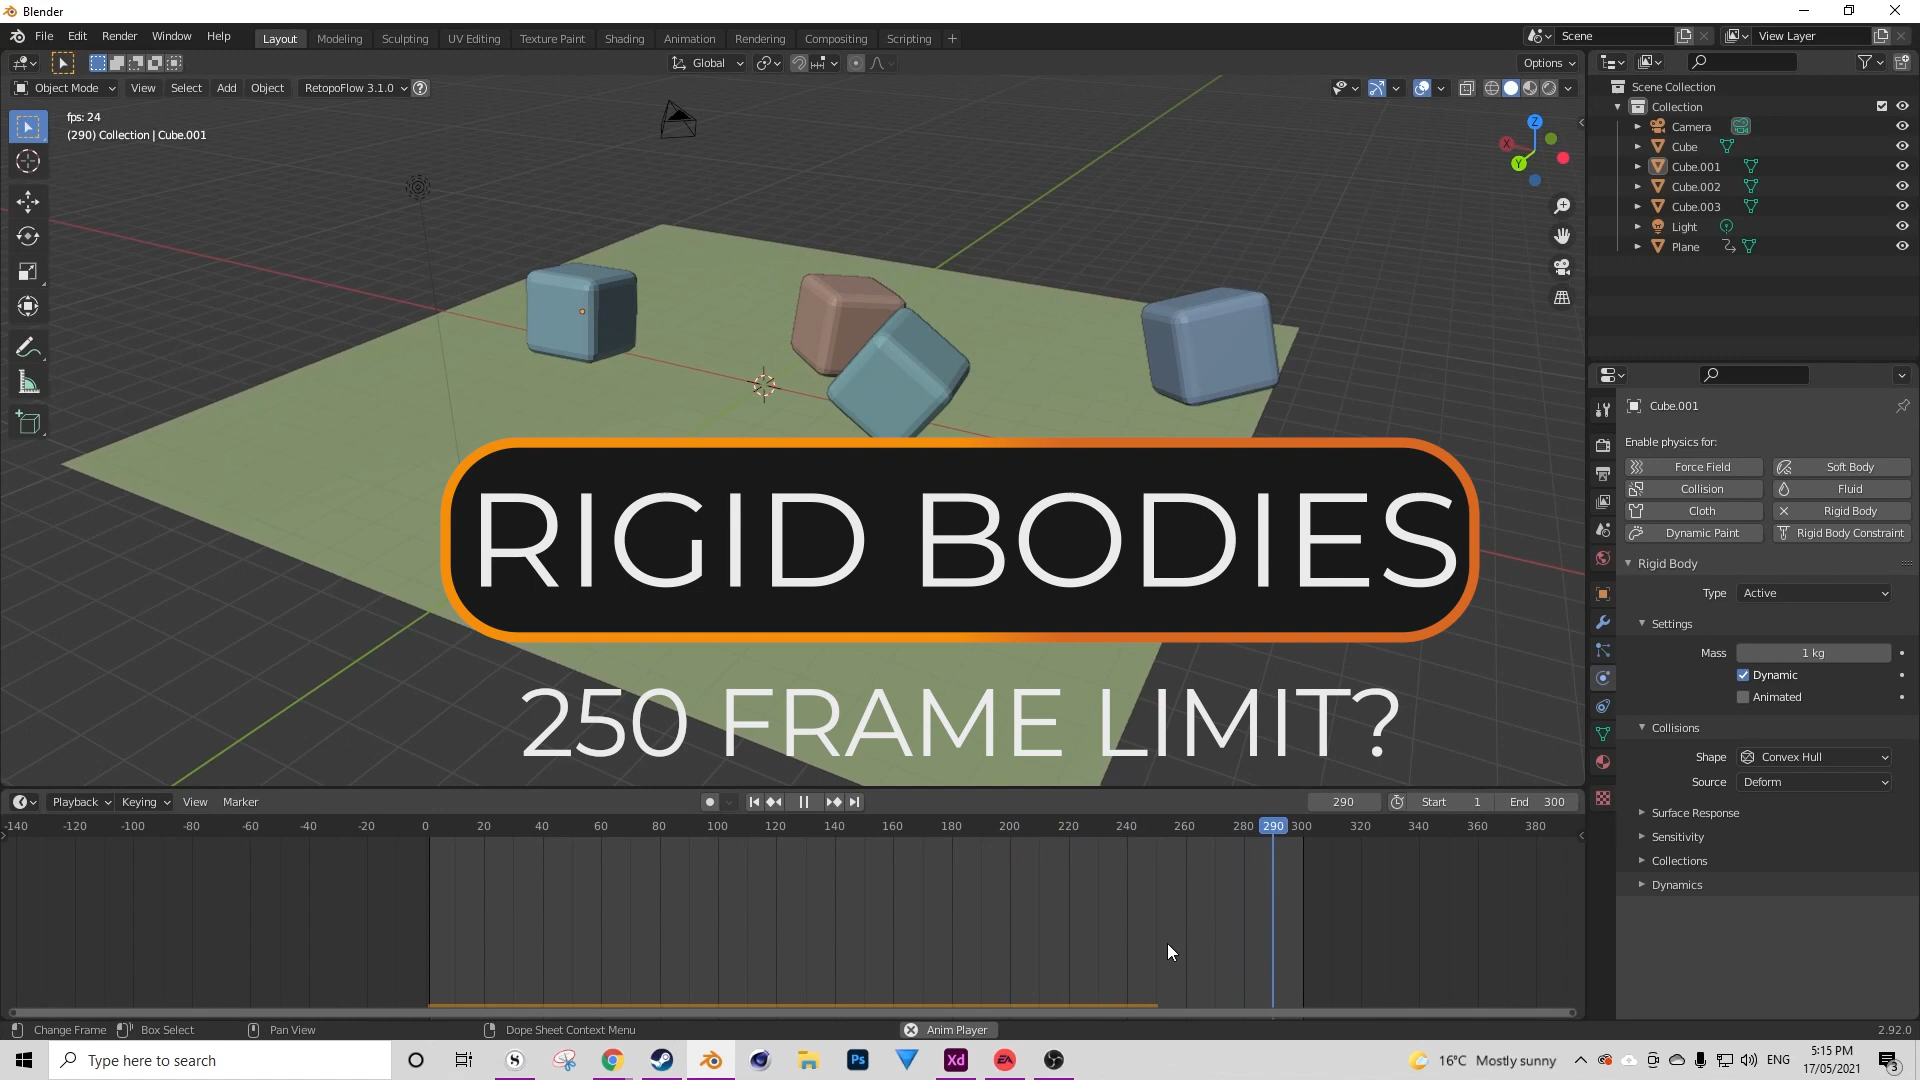 Blender
File Edit Render Window Help
Layout Modeling Sculpting UV Editing Texture Paint Shading Animation Rendering Compositing Scripting +
Scene
View Layer
Global
Options
Object Mode View Select Add Object RetopoFlow 3.1.0
fps: 24
(290) Collection | Cube.001
Z
X
Y
Scene Collection
Collection
Camera
Cube
Cube.001
Cube.002
Cube.003
Light
Plane
RIGID BODIES
250 FRAME LIMIT?
Cube.001
Enable physics for:
Force Field Soft Body
Collision Fluid
Cloth Rigid Body
Dynamic Paint Rigid Body Constraint
Rigid Body
Type Active
Settings
Mass 1 kg
Dynamic
Animated
Collisions
Shape Convex Hull
Source Deform
Surface Response
Sensitivity
Collections
Dynamics
Playback Keying View Marker
290 Start 1 End 300
-140 -120 -100 -80 -60 -40 -20 0 20 40 60 80 100 120 140 160 180 200 220 240 260 280 290 300 320 340 360 380
Change Frame Box Select Pan View Dope Sheet Context Menu Anim Player 2.92.0
Type here to search
Ps
Xd
EA
16°C Mostly sunny
ENG
5:15 PM
17/05/2021
3